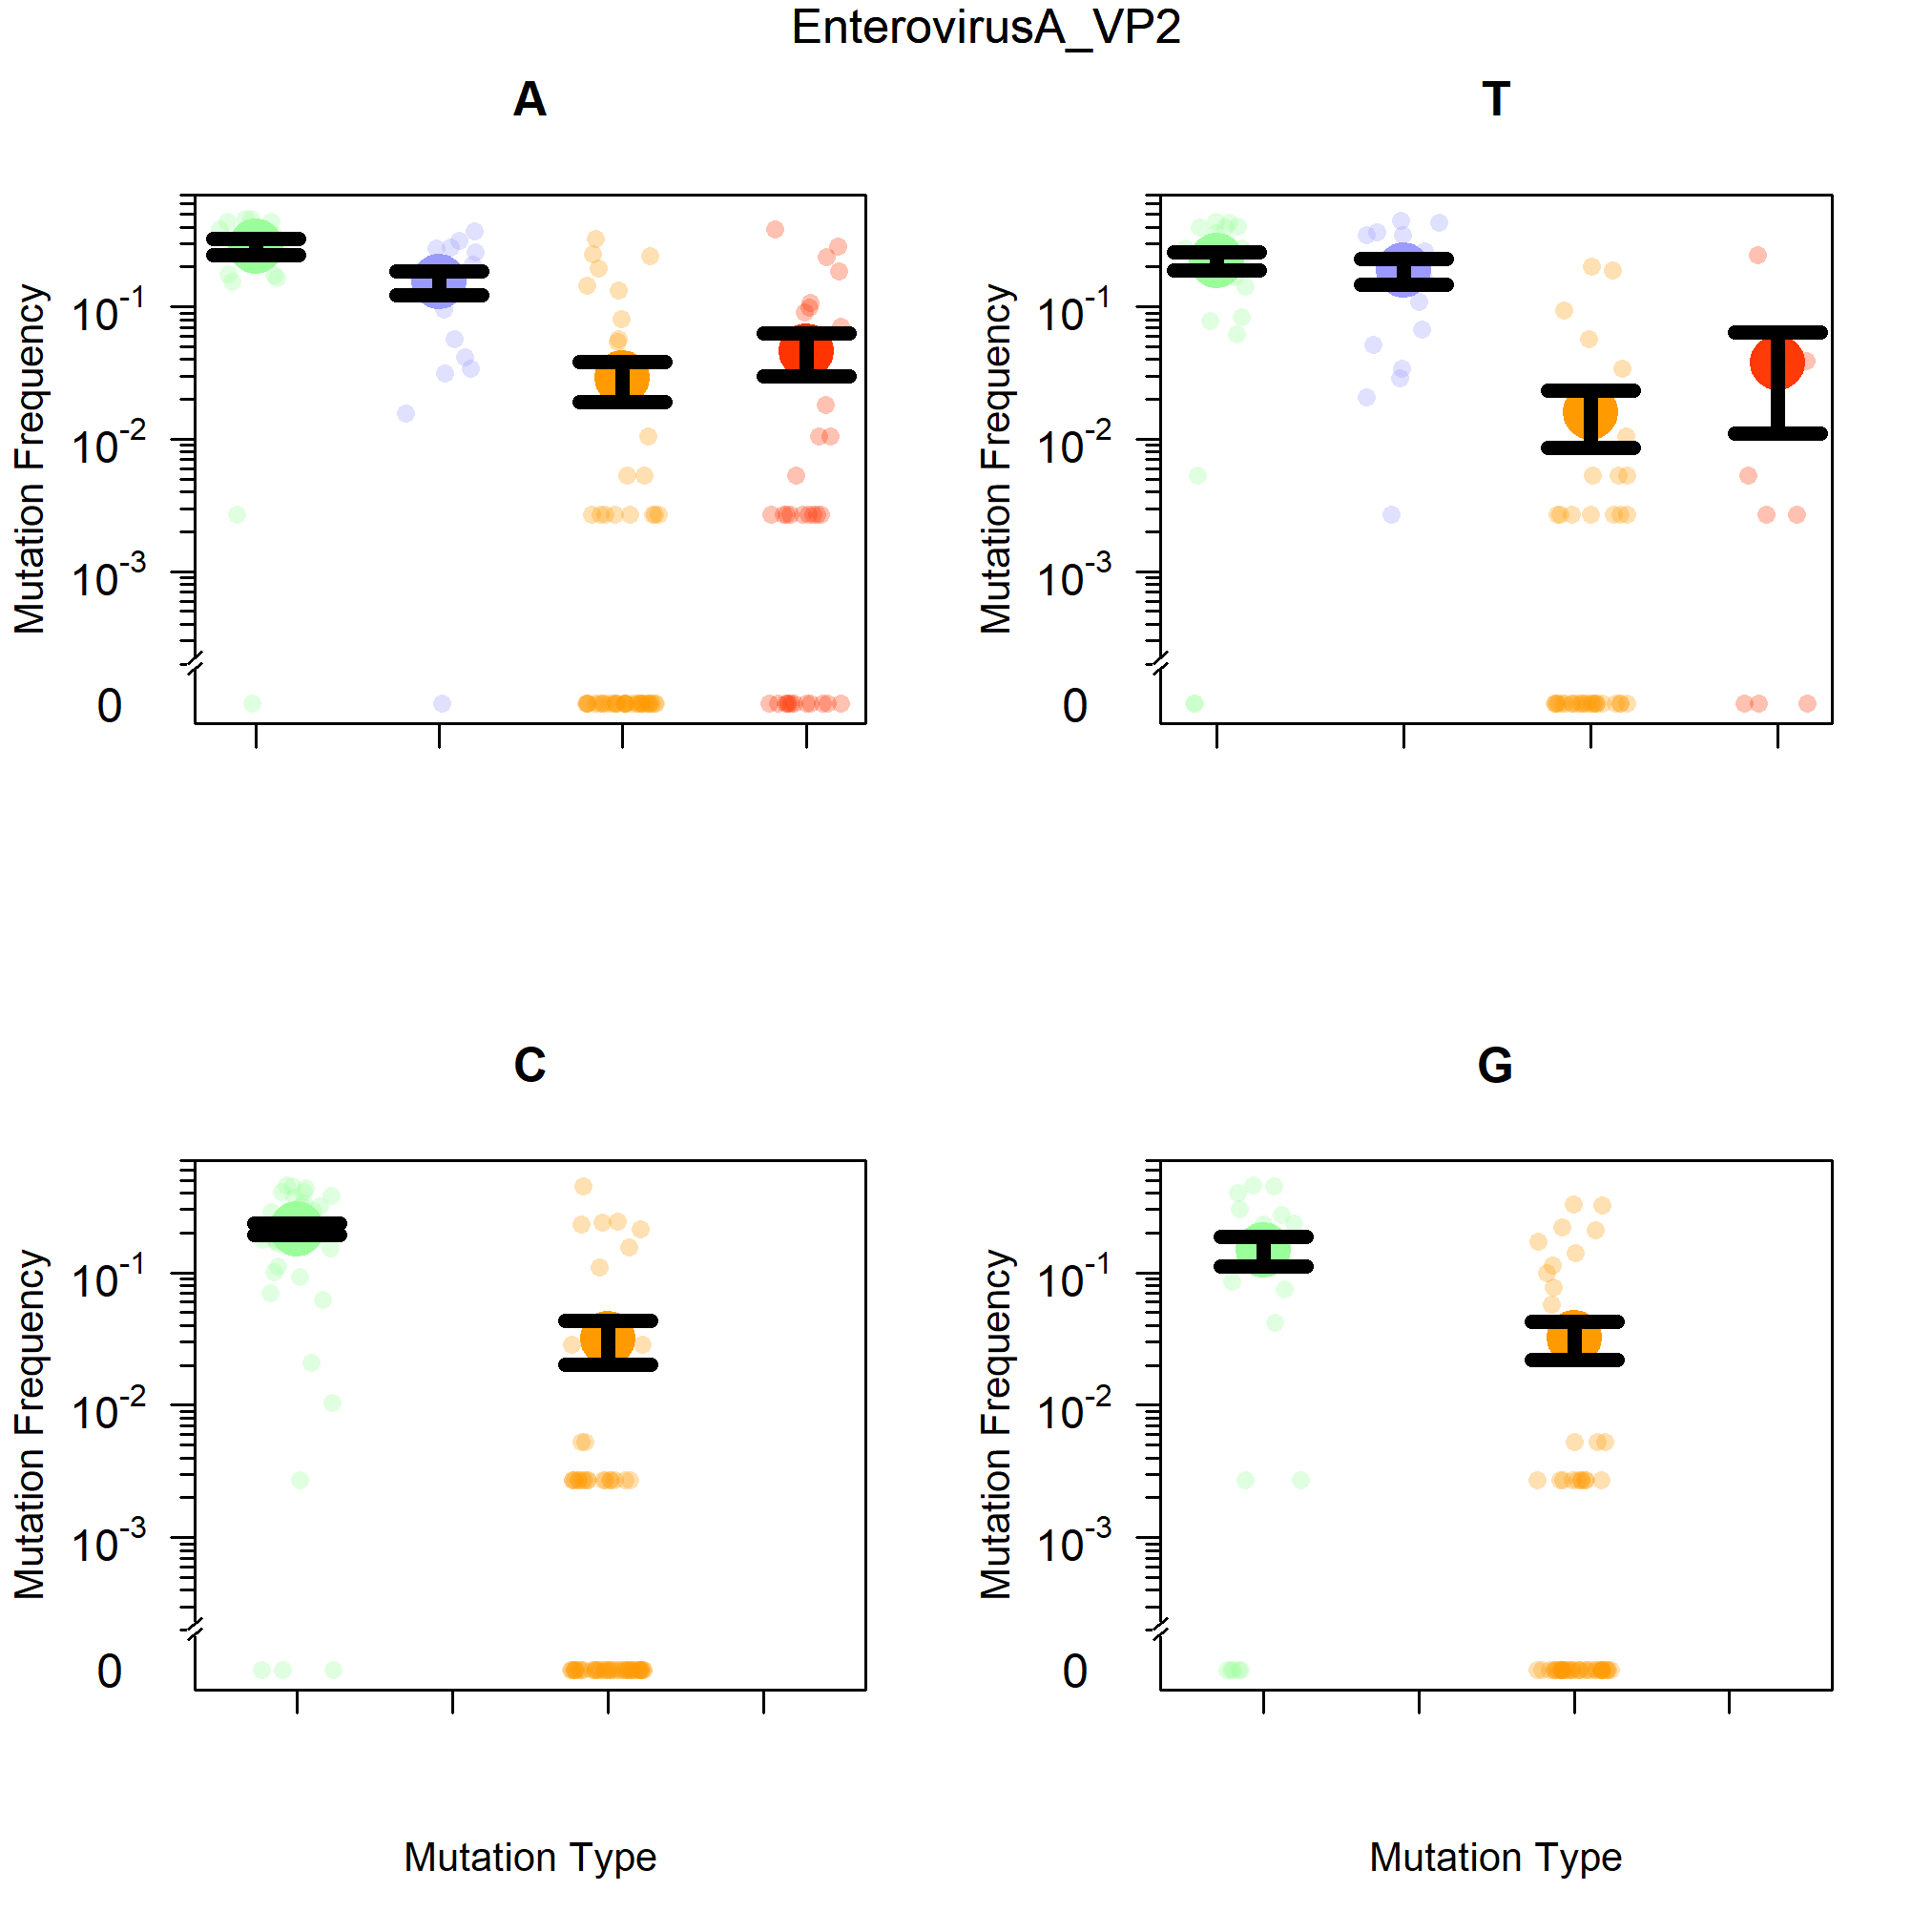 EnterovirusA_VP2
A
T
Mutation Frequency
10-1
10-2
10-3
0
Mutation Frequency
10-1
10-2
10-3
0
C
G
Mutation Frequency
10-1
10-2
10-3
0
Mutation Frequency
10-1
10-2
10-3
0
Mutation Type
Mutation Type